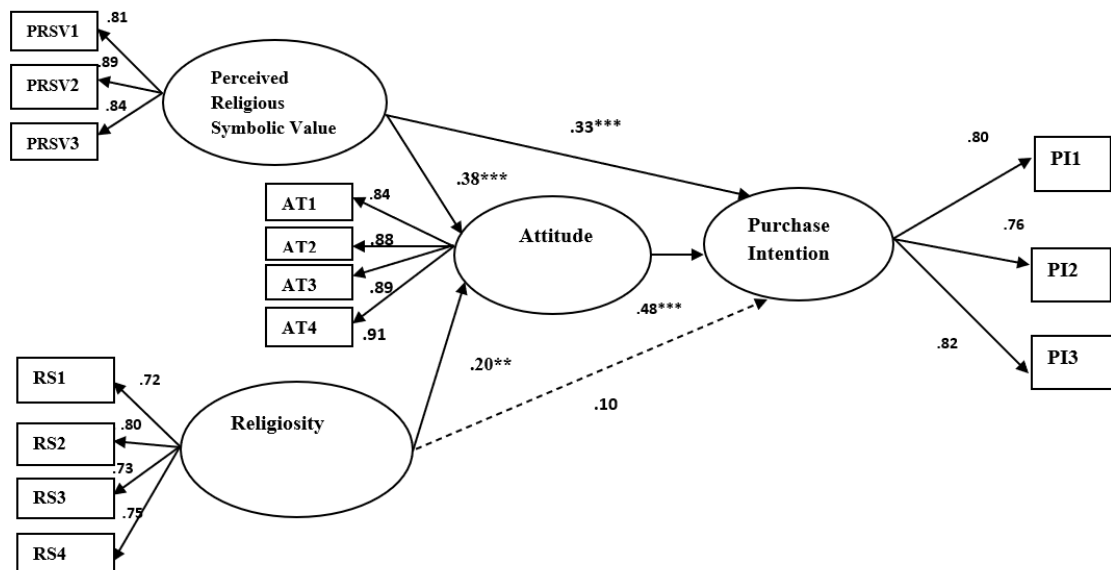 PRSV1
.81
PRSV2
.89
PRSV3
.84
Perceived
Religious
Symbolic Value
.33***
.38***
AT1
.84
AT2
.88
AT3
.89
AT4
.91
Attitude
Purchase
Intention
.48***
.80
PI1
.76
PI2
.82
PI3
RS1
.72
RS2
.80
RS3
.73
RS4
.75
Religiosity
.20**
.10